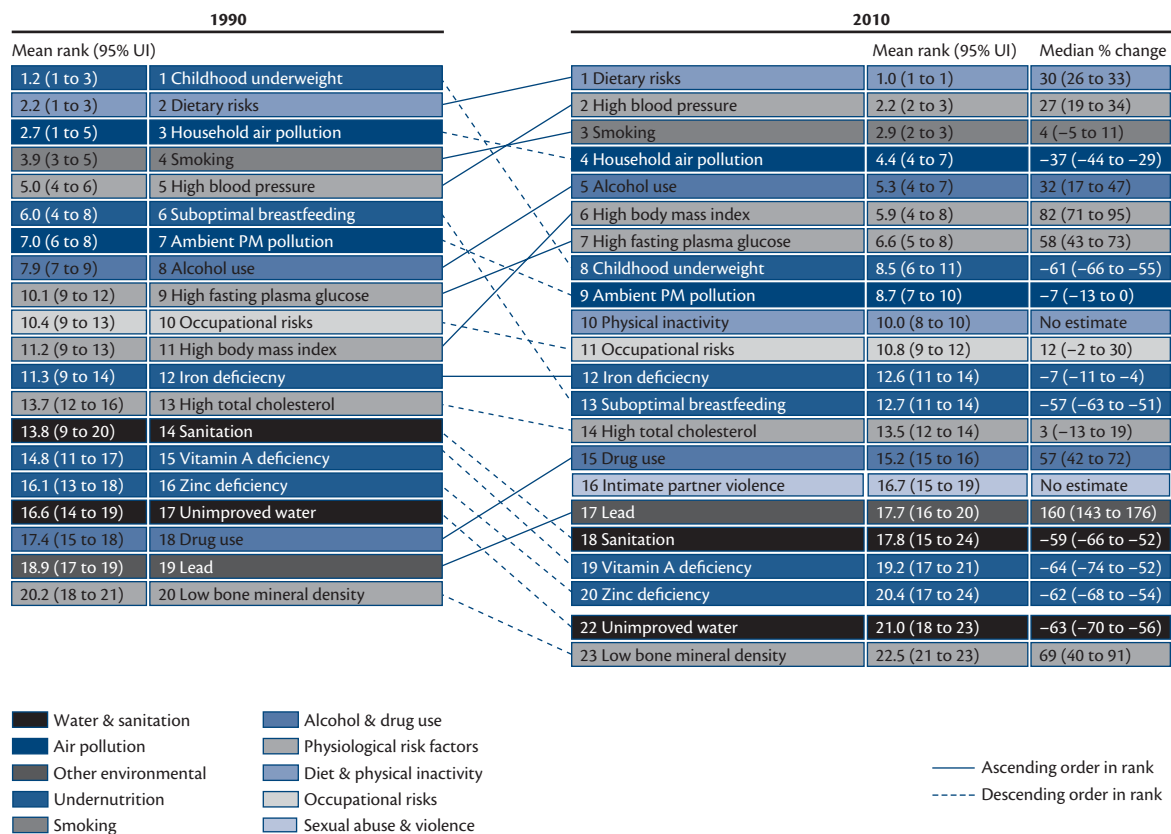 1990
2010
Mean rank (95% UI)
Mean rank (95% UI) Median % change
1.2 (1 to 3) 1 Childhood underweight
2.2 (1 to 3) 2 Dietary risks
2.7 (1 to 5) 3 Household air pollution
3.9 (3 to 5) 4 Smoking
5.0 (4 to 6) 5 High blood pressure
6.0 (4 to 8) 6 Suboptimal breastfeeding
7.0 (6 to 8) 7 Ambient PM pollution
7.9 (7 to 9) 8 Alcohol use
10.1 (9 to 12) 9 High fasting plasma glucose
10.4 (9 to 13) 10 Occupational risks
11.2 (9 to 13) 11 High body mass index
11.3 (9 to 14) 12 Iron deficiecny
13.7 (12 to 16) 13 High total cholesterol
13.8 (9 to 20) 14 Sanitation
14.8 (11 to 17) 15 Vitamin A deficiency
16.1 (13 to 18) 16 Zinc deficiency
16.6 (14 to 19) 17 Unimproved water
17.4 (15 to 18) 18 Drug use
18.9 (17 to 19) 19 Lead
20.2 (18 to 21) 20 Low bone mineral density
1 Dietary risks 1.0 (1 to 1) 30 (26 to 33)
2 High blood pressure 2.2 (2 to 3) 27 (19 to 34)
3 Smoking 2.9 (2 to 3) 4 (−5 to 11)
4 Household air pollution 4.4 (4 to 7) −37 (−44 to −29)
5 Alcohol use 5.3 (4 to 7) 32 (17 to 47)
6 High body mass index 5.9 (4 to 8) 82 (71 to 95)
7 High fasting plasma glucose 6.6 (5 to 8) 58 (43 to 73)
8 Childhood underweight 8.5 (6 to 11) −61 (−66 to −55)
9 Ambient PM pollution 8.7 (7 to 10) −7 (−13 to 0)
10 Physical inactivity 10.0 (8 to 10) No estimate
11 Occupational risks 10.8 (9 to 12) 12 (−2 to 30)
12 Iron deficiecny 12.6 (11 to 14) −7 (−11 to −4)
13 Suboptimal breastfeeding 12.7 (11 to 14) −57 (−63 to −51)
14 High total cholesterol 13.5 (12 to 14) 3 (−13 to 19)
15 Drug use 15.2 (15 to 16) 57 (42 to 72)
16 Intimate partner violence 16.7 (15 to 19) No estimate
17 Lead 17.7 (16 to 20) 160 (143 to 176)
18 Sanitation 17.8 (15 to 24) −59 (−66 to −52)
19 Vitamin A deficiency 19.2 (17 to 21) −64 (−74 to −52)
20 Zinc deficiency 20.4 (17 to 24) −62 (−68 to −54)
22 Unimproved water 21.0 (18 to 23) −63 (−70 to −56)
23 Low bone mineral density 22.5 (21 to 23) 69 (40 to 91)
Water & sanitation
Air pollution
Other environmental
Undernutrition
Smoking
Alcohol & drug use
Physiological risk factors
Diet & physical inactivity
Occupational risks
Sexual abuse & violence
Ascending order in rank
Descending order in rank